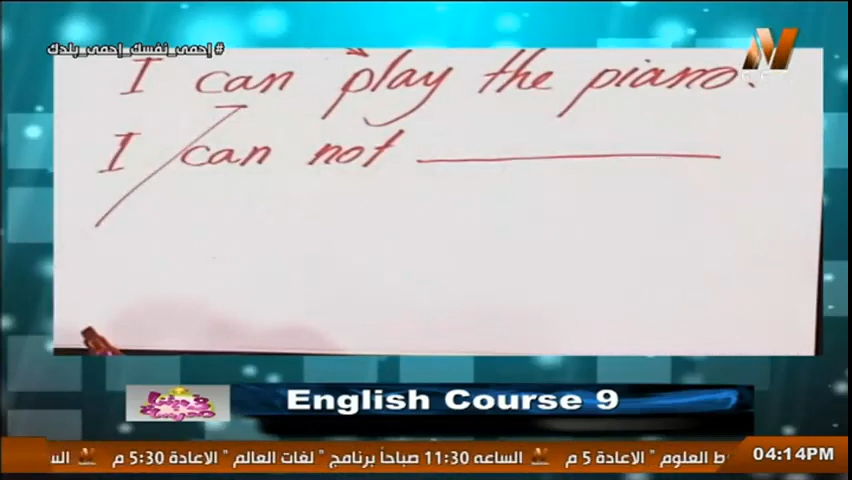 #إحمى_نفسك_إحمى_بلدك
I can play the piano.
I can not
English Course 9
ط العلوم " الاعادة 5 م الساعه 11:30 صباحاً برنامج " لغات العالم " الاعادة 5:30 م
04:14PM